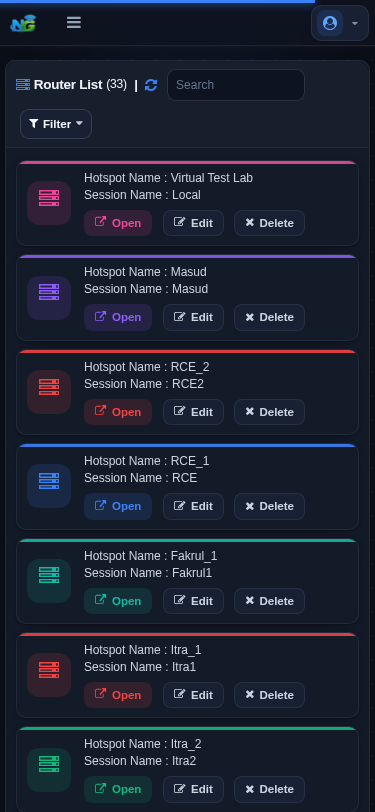 NG
Router List (33) |
Search
Filter
Hotspot Name : Virtual Test Lab
Session Name : Local
Open Edit Delete
Hotspot Name : Masud
Session Name : Masud
Open Edit Delete
Hotspot Name : RCE_2
Session Name : RCE2
Open Edit Delete
Hotspot Name : RCE_1
Session Name : RCE
Open Edit Delete
Hotspot Name : Fakrul_1
Session Name : Fakrul1
Open Edit Delete
Hotspot Name : Itra_1
Session Name : Itra1
Open Edit Delete
Hotspot Name : Itra_2
Session Name : Itra2
Open Edit Delete